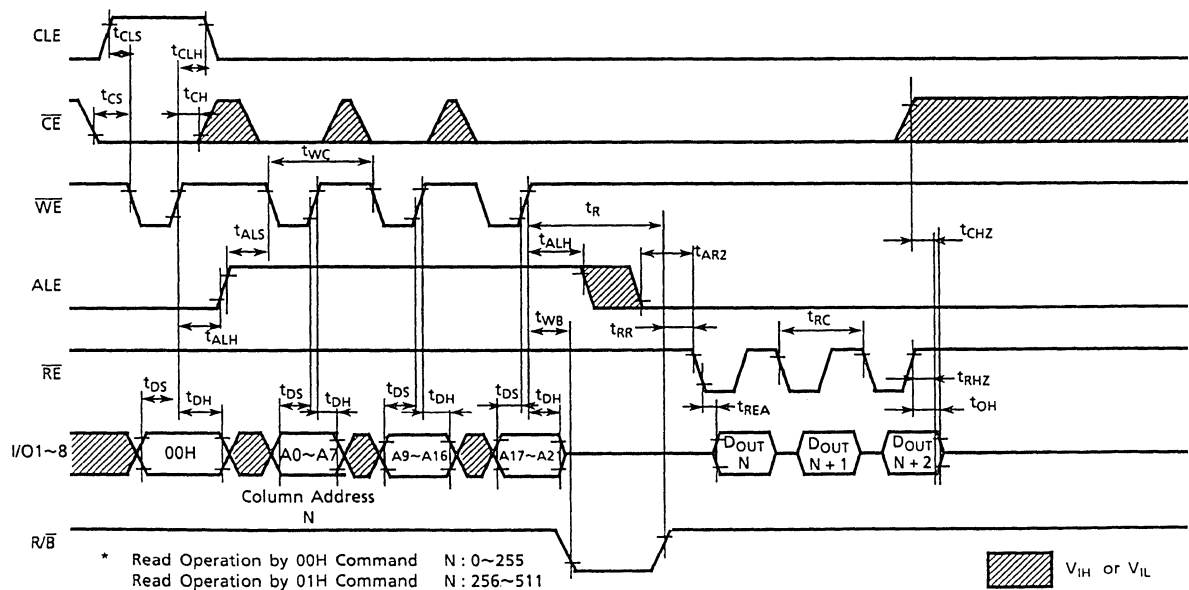 CLE
tCLS
tCLH
tCS
tCH
CE
tWC
WE
tR
tCHZ
tALS
tALH
tAR2
ALE
tWB
tRC
tALH
tRR
RE
tDS
tDH
tDS
tDH
tDS
tDH
tDS
tDH
tREA
tRHZ
tOH
I/O1~8
00H
A0~A7
A9~A16
A17~A21
DOUT
N
DOUT
N + 1
DOUT
N + 2
Column Address
N
R/B
* Read Operation by 00H Command N : 0~255
Read Operation by 01H Command N : 256~511
VIH or VIL